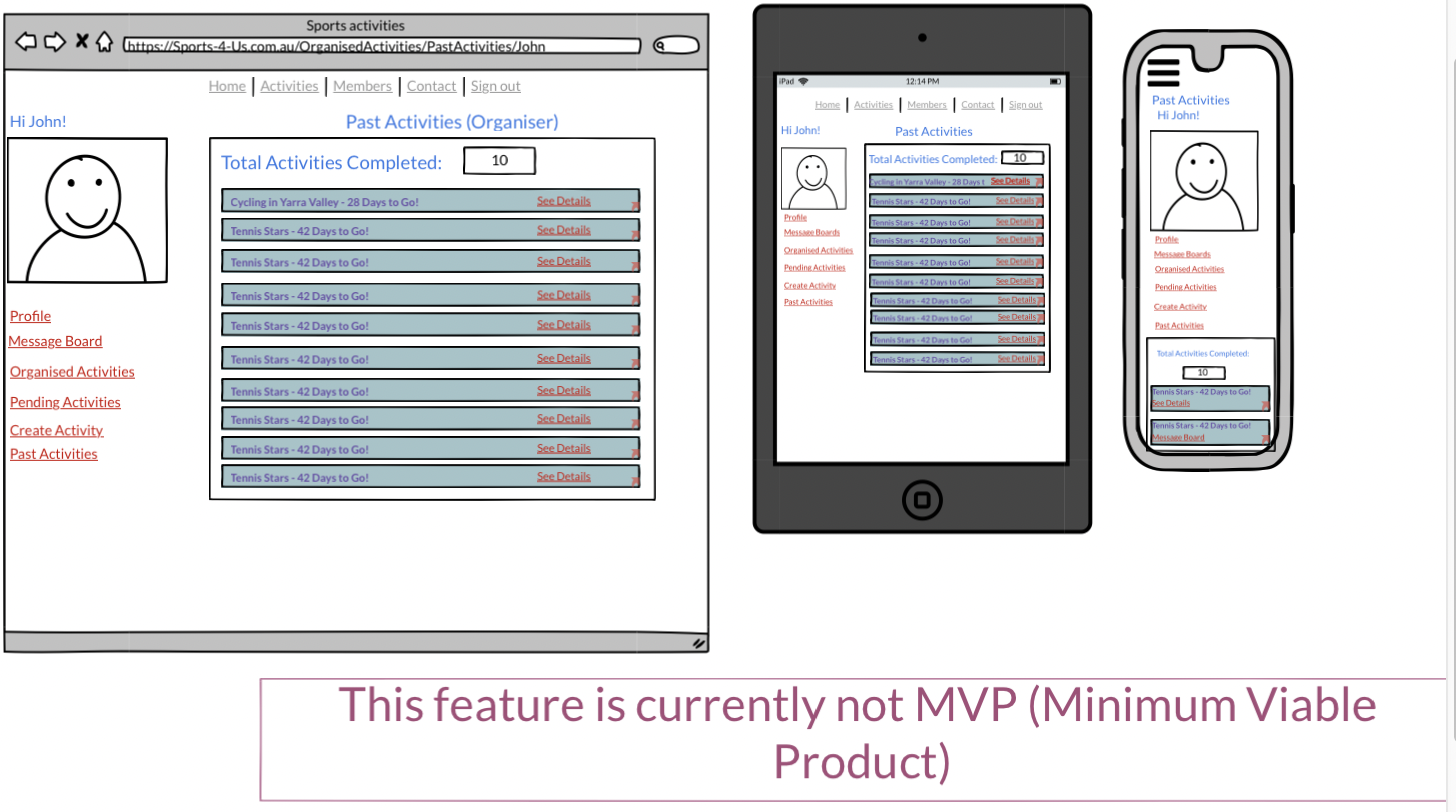 Sports activities
https://Sports-4-Us.com.au/OrganisedActivities/PastActivities/John
Home | Activities | Members | Contact | Sign out
Hi John!
Past Activities (Organiser)
Total Activities Completed: 10
Cycling in Yarra Valley - 28 Days to Go! See Details
Tennis Stars - 42 Days to Go! See Details
Tennis Stars - 42 Days to Go! See Details
Tennis Stars - 42 Days to Go! See Details
Tennis Stars - 42 Days to Go! See Details
Tennis Stars - 42 Days to Go! See Details
Tennis Stars - 42 Days to Go! See Details
Tennis Stars - 42 Days to Go! See Details
Tennis Stars - 42 Days to Go! See Details
Tennis Stars - 42 Days to Go! See Details
Profile
Message Board
Organised Activities
Pending Activities
Create Activity
Past Activities
iPad 12:14 PM
Home | Activities | Members | Contact | Sign out
Hi John!
Past Activities
Total Activities Completed: 10
Cycling in Yarra Valley - 28 Days t See Details
Tennis Stars - 42 Days to Go! See Details
Tennis Stars - 42 Days to Go! See Details
Tennis Stars - 42 Days to Go! See Details
Tennis Stars - 42 Days to Go! See Details
Tennis Stars - 42 Days to Go! See Details
Tennis Stars - 42 Days to Go! See Details
Tennis Stars - 42 Days to Go! See Details
Tennis Stars - 42 Days to Go! See Details
Tennis Stars - 42 Days to Go! See Details
Profile
Message Boards
Organised Activities
Pending Activities
Create Activity
Past Activities
Past Activities
Hi John!
Profile
Message Boards
Organised Activities
Pending Activities
Create Activity
Past Activities
Total Activities Completed:
10
Tennis Stars - 42 Days to Go!
See Details
Tennis Stars - 42 Days to Go!
Message Board
This feature is currently not MVP (Minimum Viable
Product)